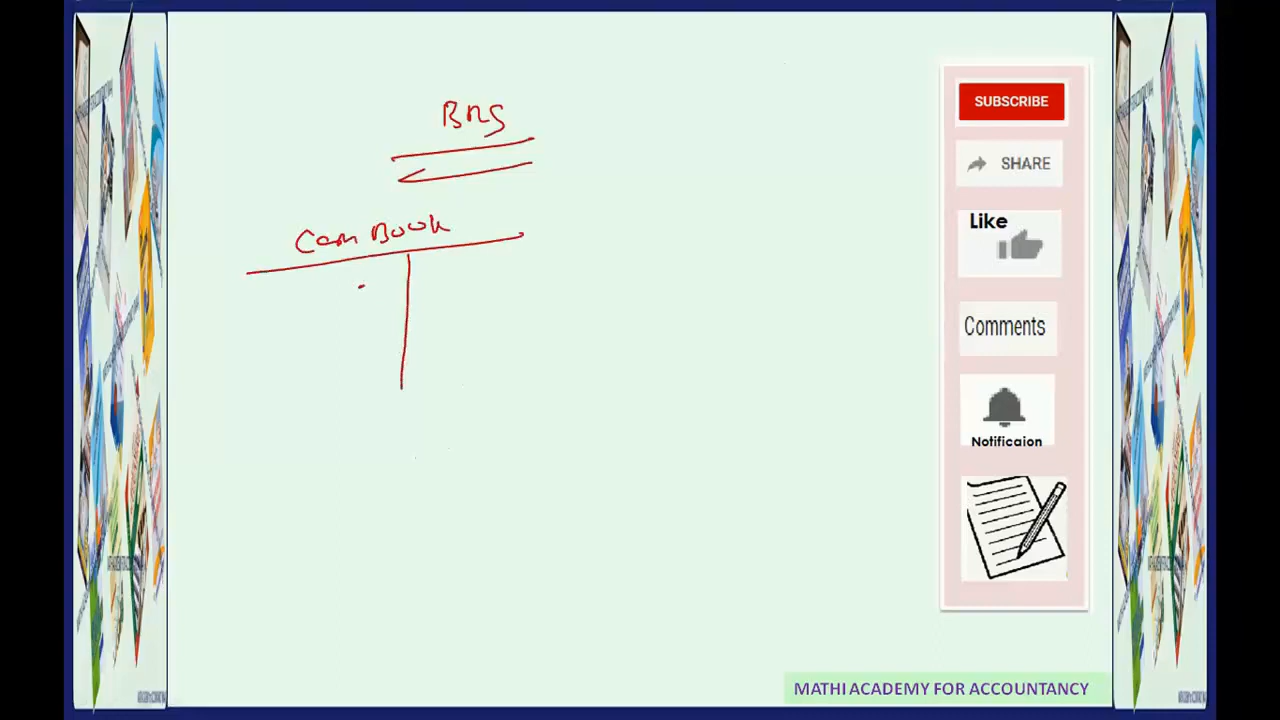 BRS
Cash Book
SUBSCRIBE
SHARE
Like
Comments
Notificaion
MATHI ACADEMY FOR ACCOUNTANCY